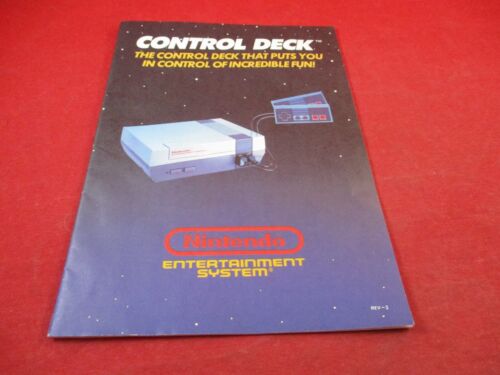 CONTROL DECK™
THE CONTROL DECK THAT PUTS YOU
IN CONTROL OF INCREDIBLE FUN!
Nintendo
ENTERTAINMENT
SYSTEM®
REV-3